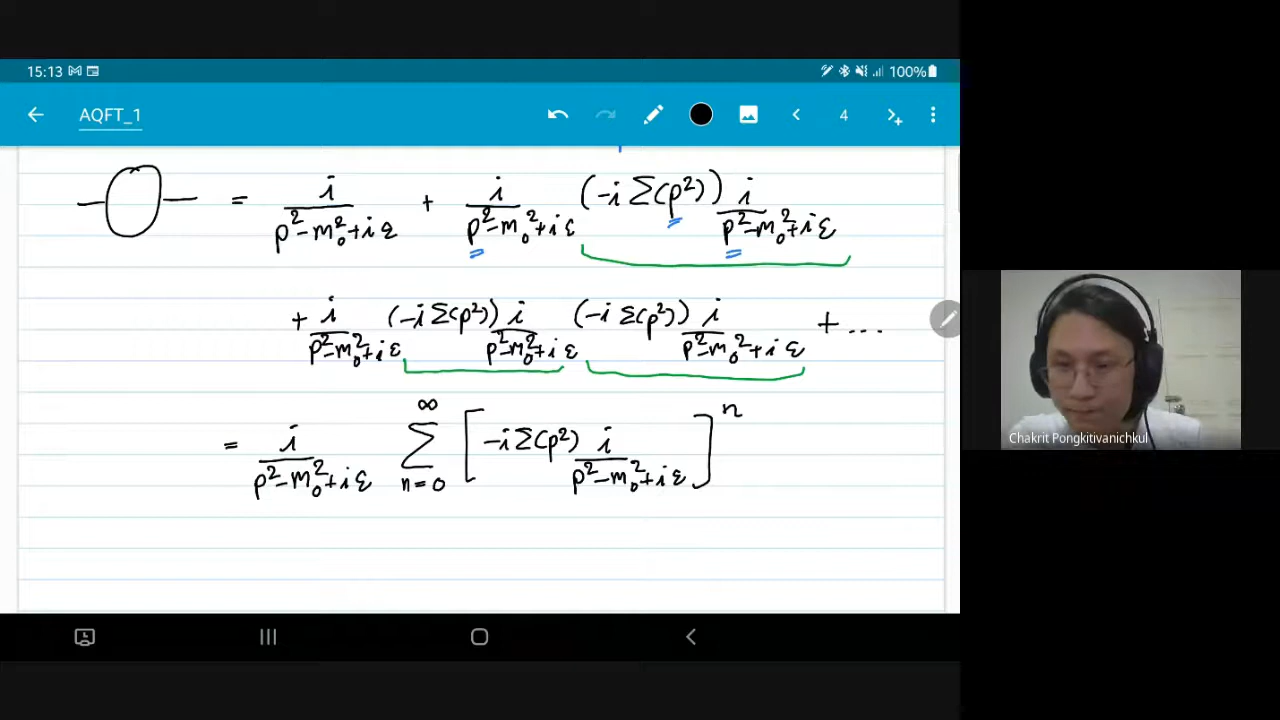 15:13 100%
AQFT_1 4
= i/(p²-m₀²+iε) + i/(p²-m₀²+iε) (-iΣ(p²)) i/(p²-m₀²+iε)
+ i/(p²-m₀²+iε) (-iΣ(p²)) i/(p²-m₀²+iε) (-iΣ(p²)) i/(p²-m₀²+iε) + ...
= i/(p²-m₀²+iε) ∑_{n=0}^{∞} [-iΣ(p²) i/(p²-m₀²+iε)]ⁿ
Chakrit Pongkitivanichkul